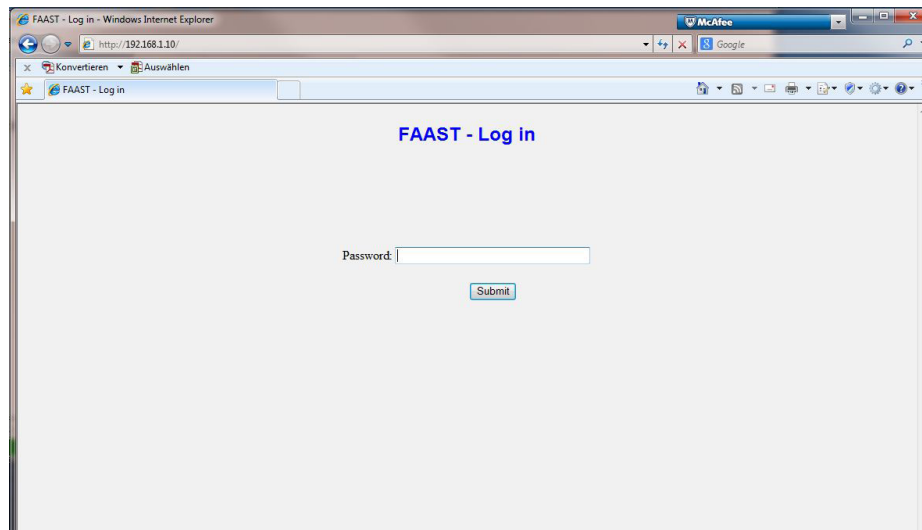 FAAST - Log in - Windows Internet Explorer
McAfee
http://192.168.1.10/
Google
x Konvertieren Auswählen
FAAST - Log in
FAAST - Log in
Password:
Submit